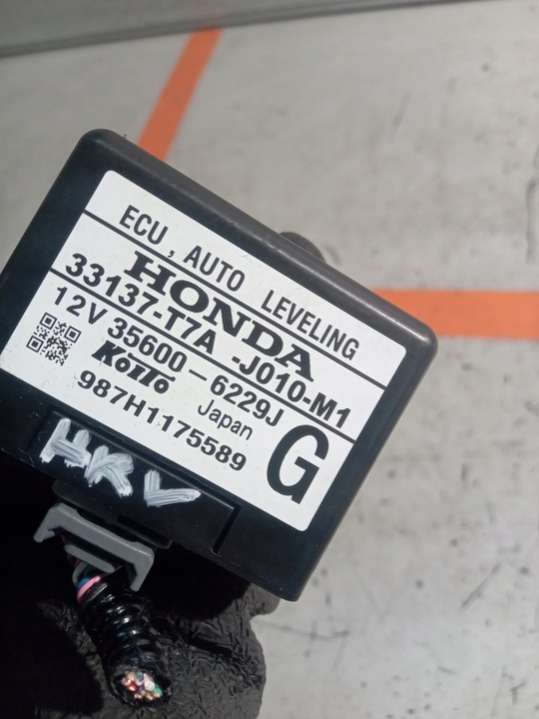 ECU, AUTO LEVELING
HONDA
33137-T7A -J010-M1
12V 35600-6229J
Koito Japan G
987H1175589
HRV